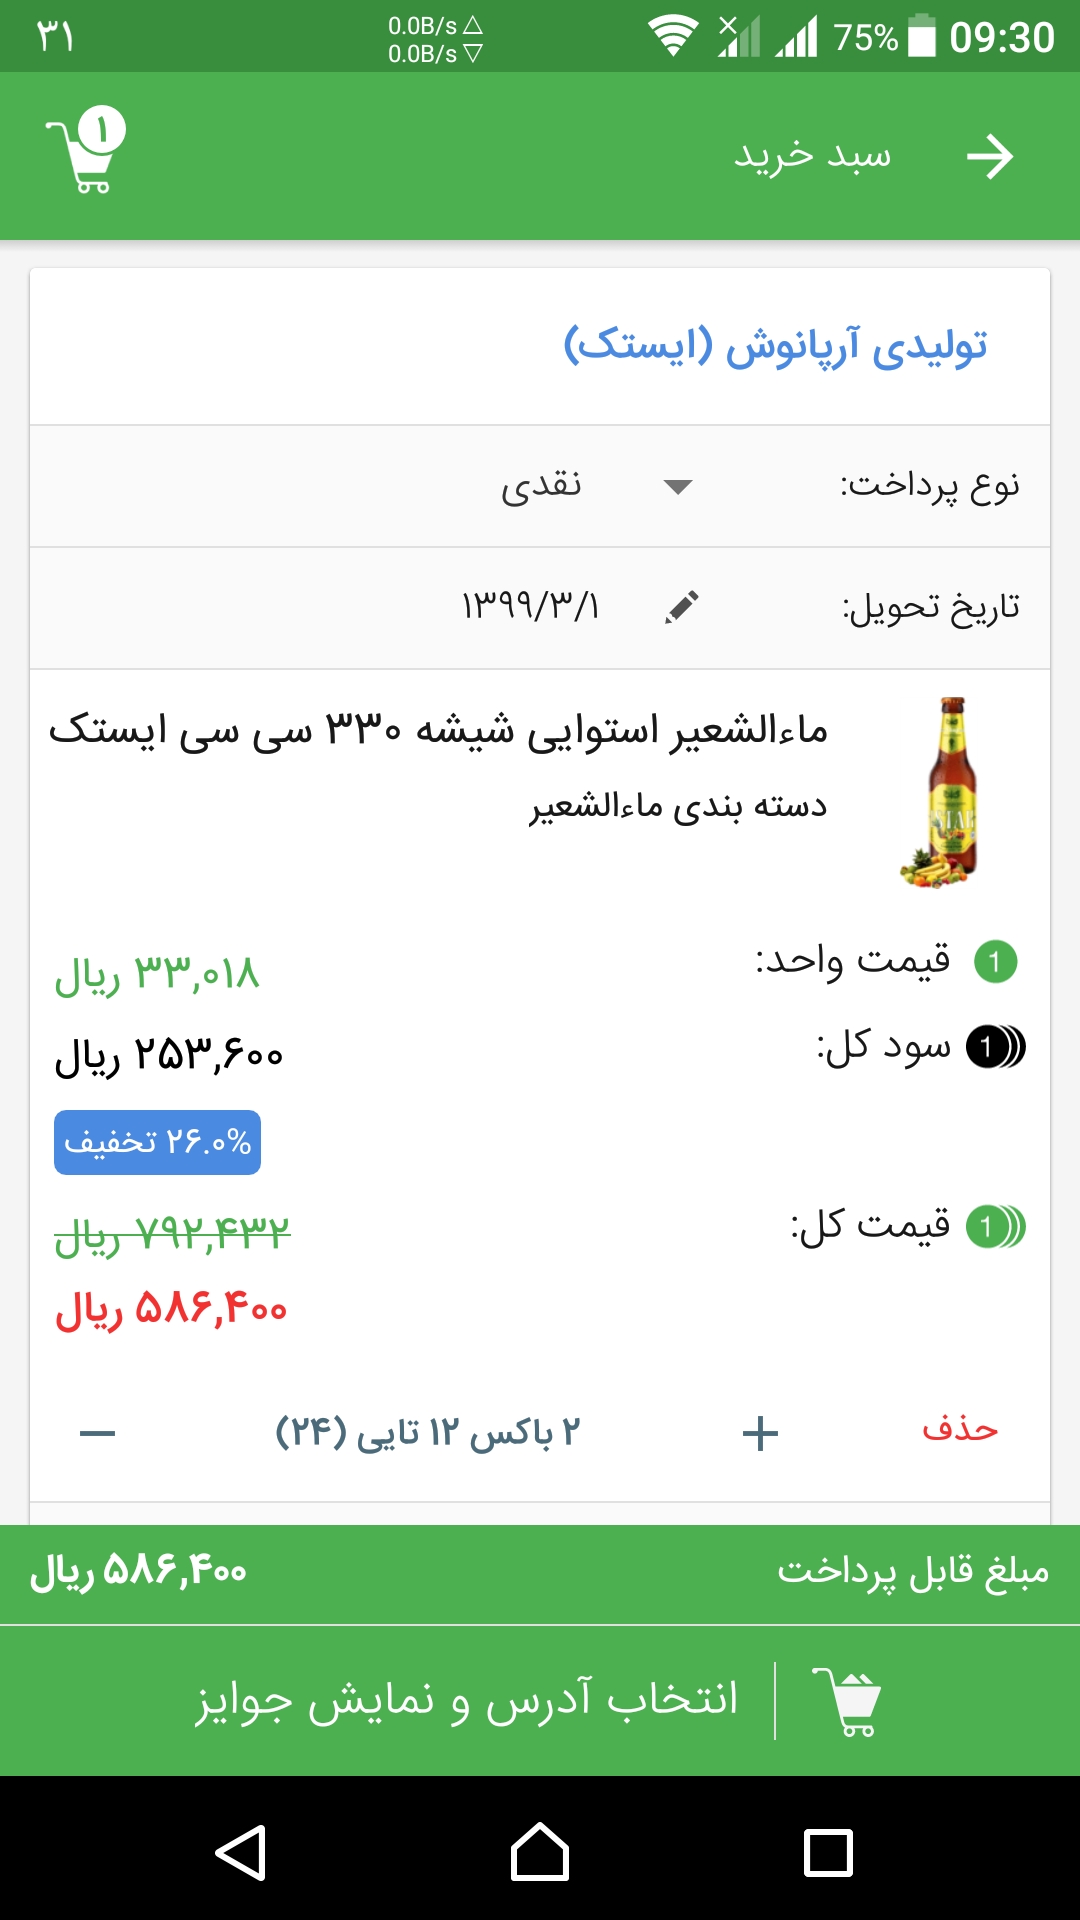 ۳۱
0.0B/s △
0.0B/s ▽
75%
09:30
۱
سبد خرید
تولیدی آرپانوش (ایستک)
نوع پرداخت:
نقدی
تاریخ تحویل:
۱۳۹۹/۳/۱
ماءالشعیر استوایی شیشه ۳۳۰ سی سی ایستک
دسته بندی ماءالشعیر
1 قیمت واحد:
۳۳,۰۱۸ ریال
1 سود کل:
۲۵۳,۶۰۰ ریال
۲۶.۰% تخفیف
1 قیمت کل:
۷۹۲,۴۳۲ ریال
۵۸۶,۴۰۰ ریال
حذف
+
۲ باکس 12 تایی (۲۴)
−
مبلغ قابل پرداخت
۵۸۶,۴۰۰ ریال
انتخاب آدرس و نمایش جوایز